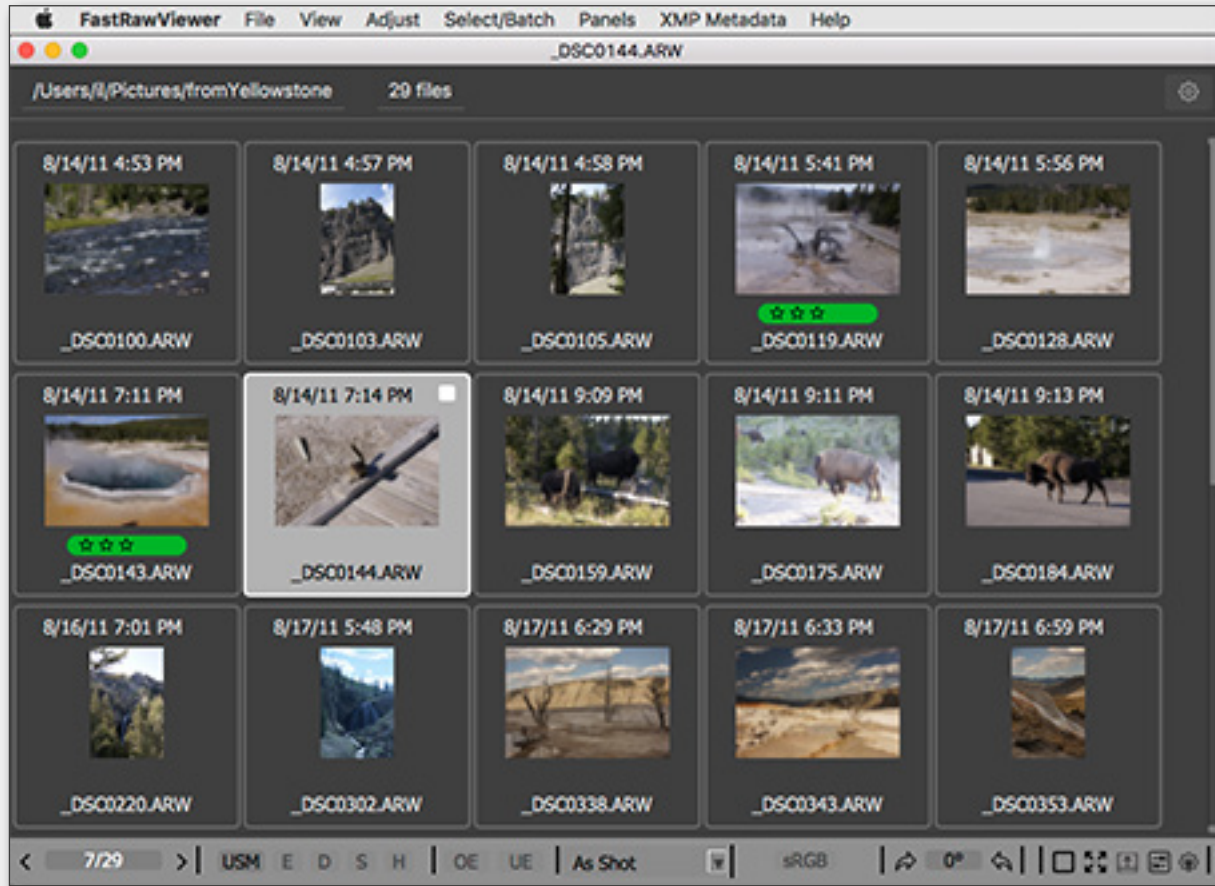 FastRawViewer File View Adjust Select/Batch Panels XMP Metadata Help
_DSC0144.ARW
/Users/il/Pictures/fromYellowstone 29 files
8/14/11 4:53 PM 8/14/11 4:57 PM 8/14/11 4:58 PM 8/14/11 5:41 PM 8/14/11 5:56 PM
_DSC0100.ARW _DSC0103.ARW _DSC0105.ARW _DSC0119.ARW _DSC0128.ARW
8/14/11 7:11 PM 8/14/11 7:14 PM 8/14/11 9:09 PM 8/14/11 9:11 PM 8/14/11 9:13 PM
_DSC0143.ARW _DSC0144.ARW _DSC0159.ARW _DSC0175.ARW _DSC0184.ARW
8/16/11 7:01 PM 8/17/11 5:48 PM 8/17/11 6:29 PM 8/17/11 6:33 PM 8/17/11 6:59 PM
_DSC0220.ARW _DSC0302.ARW _DSC0338.ARW _DSC0343.ARW _DSC0353.ARW
7/29 USM E D S H OE UE As Shot sRGB 0°